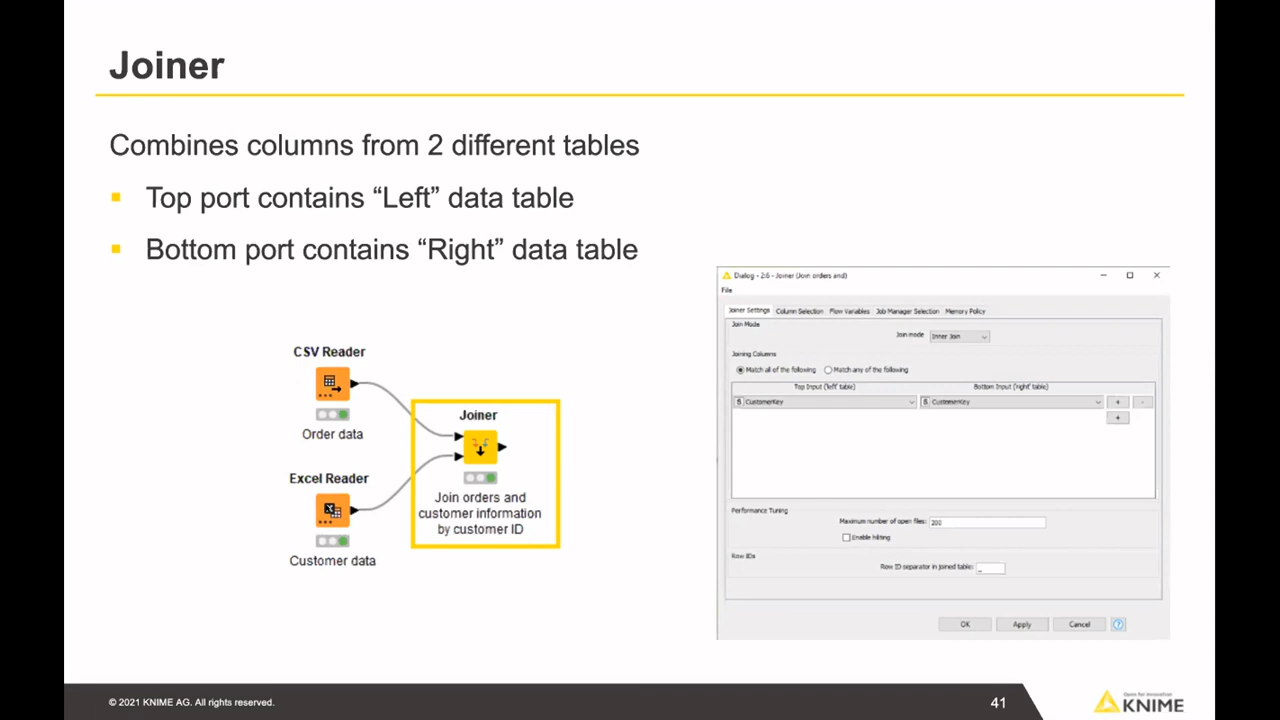 Joiner
Combines columns from 2 different tables
Top port contains “Left” data table
Bottom port contains “Right” data table
CSV Reader
Order data
Excel Reader
Customer data
Joiner
Join orders and
customer information
by customer ID
Dialog - 2:6 - Joiner (Join orders and)
File
Joiner Settings Column Selection Flow Variables Job Manager Selection Memory Policy
Join Mode
Join mode Inner Join
Joining Columns
Match all of the following Match any of the following
Top Input ('left' table) Bottom Input ('right' table)
S CustomerKey S CustomerKey + -
+
Performance Tuning
Maximum number of open files: 200
Enable hiliting
Row IDs
Row ID separator in joined table: _
OK Apply Cancel ?
© 2021 KNIME AG. All rights reserved.
41
Open for Innovation
KNIME